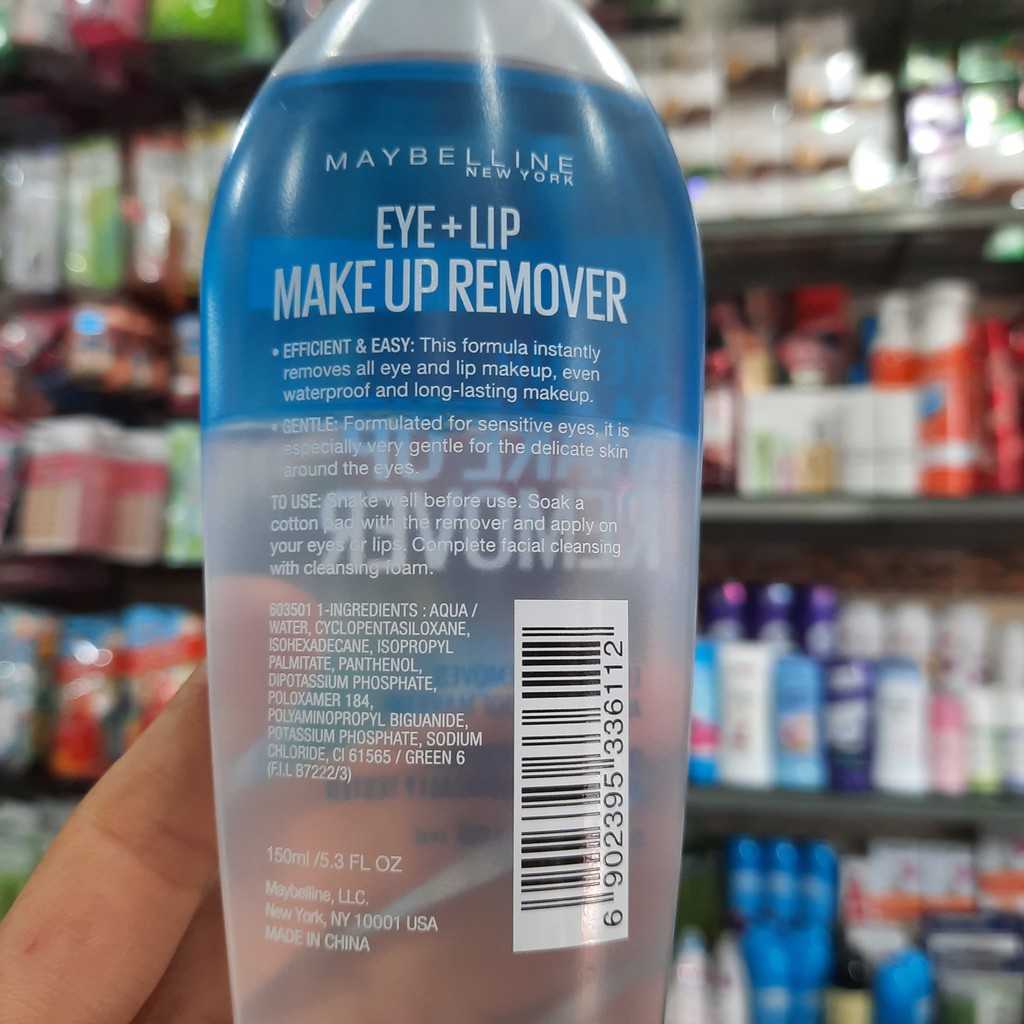 MAYBELLINE
NEW YORK
EYE + LIP
MAKE UP REMOVER
• EFFICIENT & EASY: This formula instantly
removes all eye and lip makeup, even
waterproof and long-lasting makeup.
• GENTLE: Formulated for sensitive eyes, it is
especially very gentle for the delicate skin
around the eyes.
TO USE: Shake well before use. Soak a
cotton pad with the remover and apply on
your eyes or lips. Complete facial cleansing
with cleansing foam.
603501 1-INGREDIENTS : AQUA /
WATER, CYCLOPENTASILOXANE,
ISOHEXADECANE, ISOPROPYL
PALMITATE, PANTHENOL,
DIPOTASSIUM PHOSPHATE,
POLOXAMER 184,
POLYAMINOPROPYL BIGUANIDE,
POTASSIUM PHOSPHATE, SODIUM
CHLORIDE, CI 61565 / GREEN 6
(F.I.L B7222/3)
6 902395 336112
150ml /5.3 FL OZ
Maybelline, LLC.
New York, NY 10001 USA
MADE IN CHINA